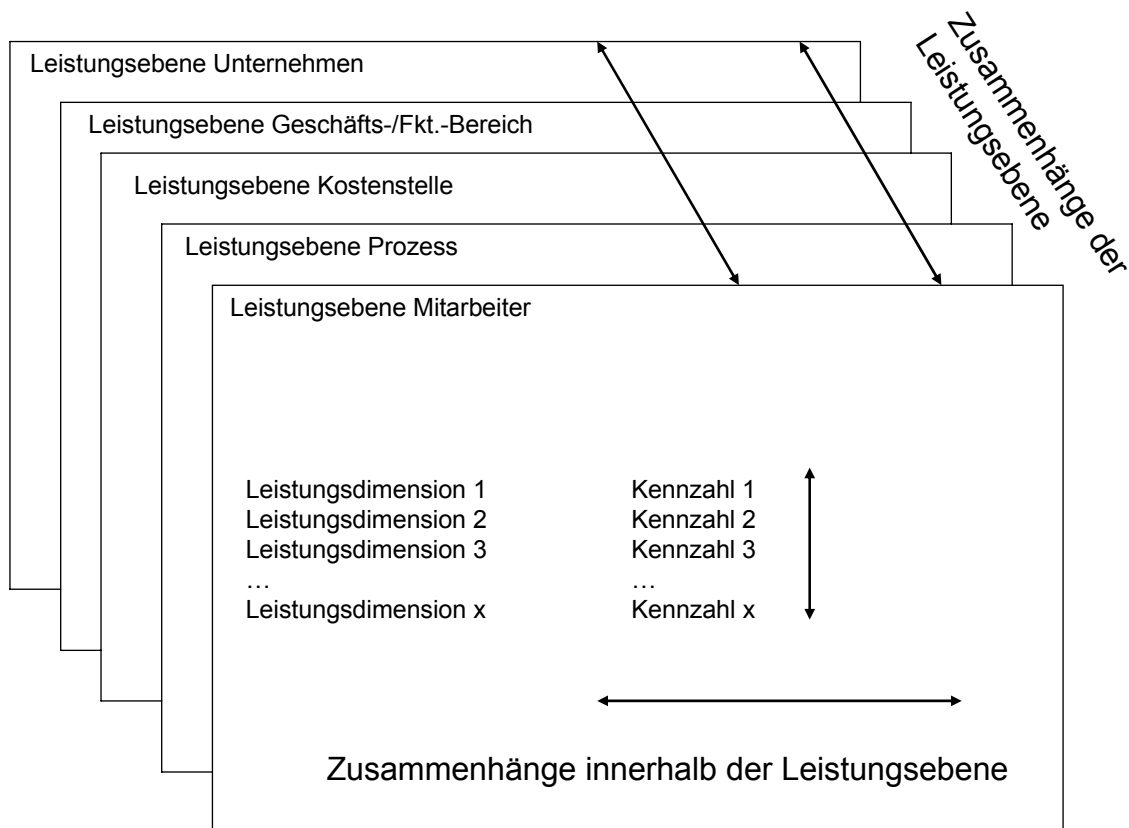 Zusammenhänge der
Leistungsebene
Leistungsebene Unternehmen
Leistungsebene Geschäfts-/Fkt.-Bereich
Leistungsebene Kostenstelle
Leistungsebene Prozess
Leistungsebene Mitarbeiter
Leistungsdimension 1 Kennzahl 1
Leistungsdimension 2 Kennzahl 2
Leistungsdimension 3 Kennzahl 3
… …
Leistungsdimension x Kennzahl x
Zusammenhänge innerhalb der Leistungsebene